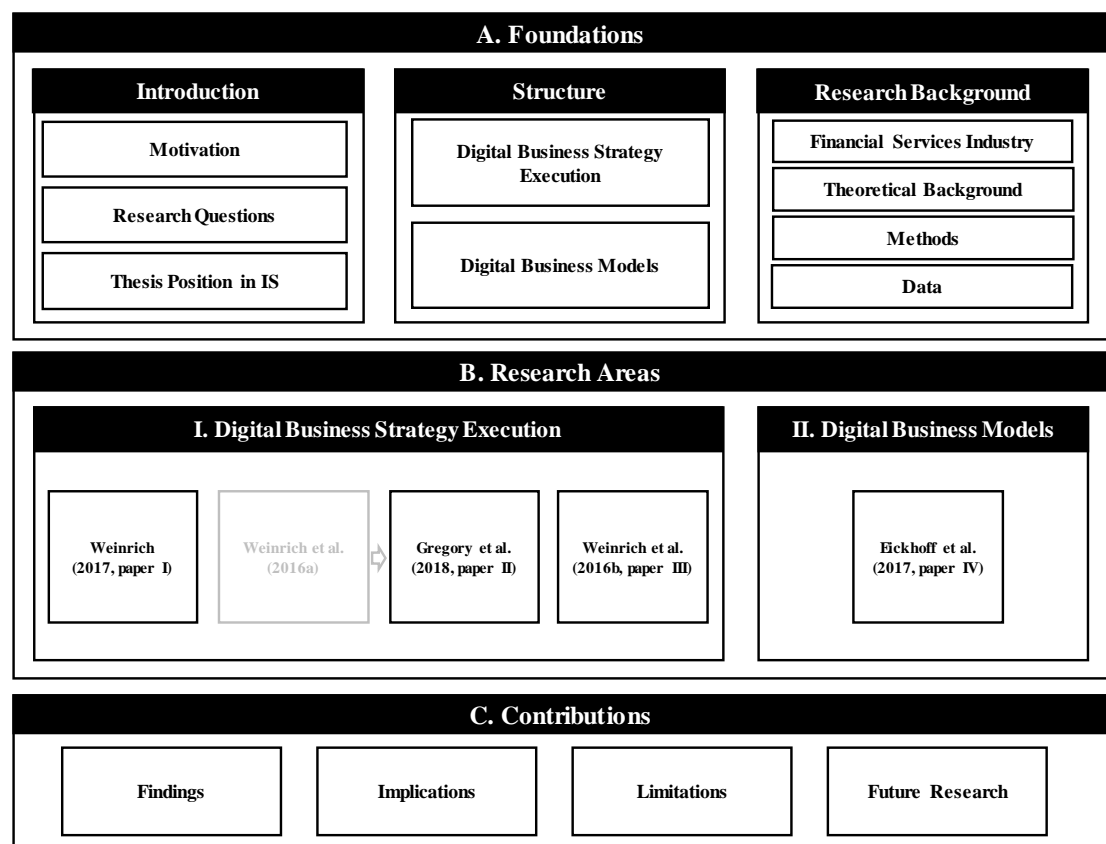 A. Foundations
Introduction
Motivation
Research Questions
Thesis Position in IS
Structure
Digital Business Strategy
Execution
Digital Business Models
Research Background
Financial Services Industry
Theoretical Background
Methods
Data
B. Research Areas
I. Digital Business Strategy Execution
Weinrich
(2017, paper I)
Weinrich et al.
(2016a)
Gregory et al.
(2018, paper II)
Weinrich et al.
(2016b, paper III)
II. Digital Business Models
Eickhoff et al.
(2017, paper IV)
C. Contributions
Findings
Implications
Limitations
Future Research